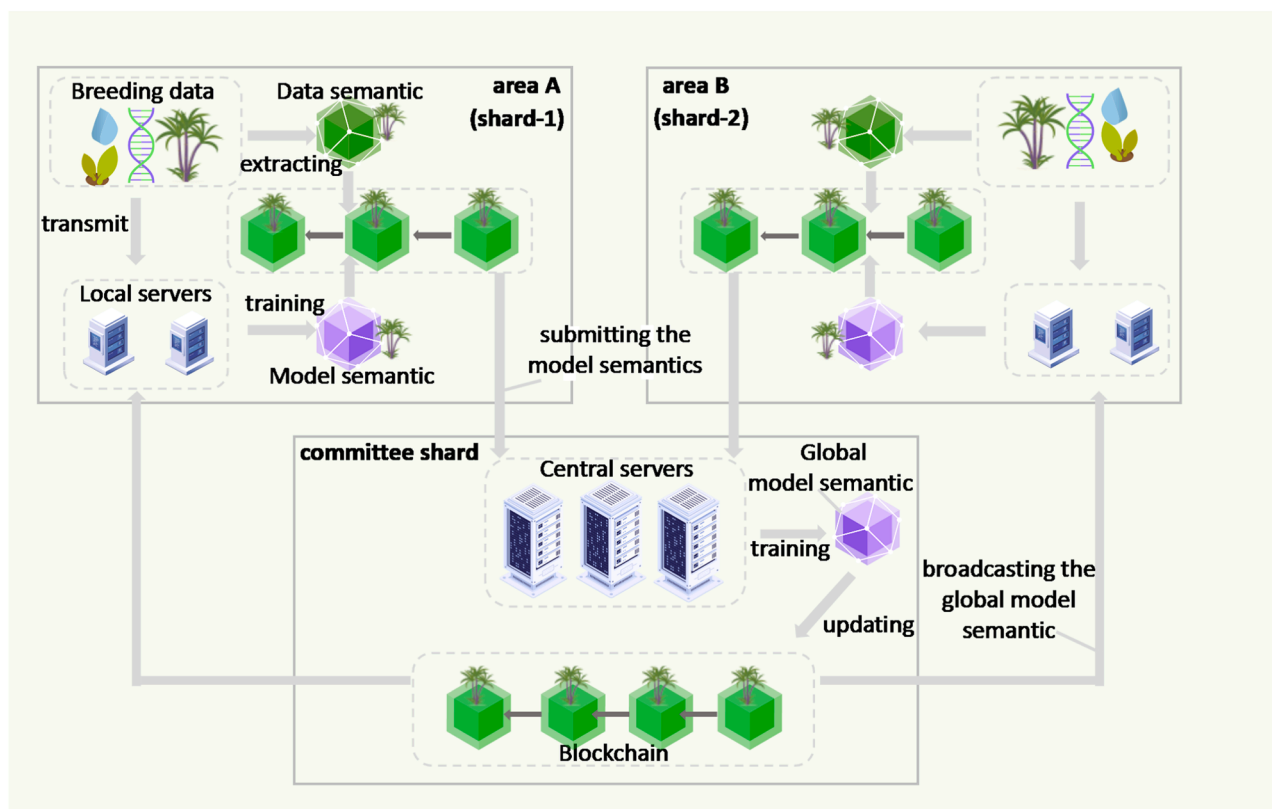 Breeding data
Data semantic
area A
(shard-1)
extracting
transmit
Local servers
training
Model semantic
area B
(shard-2)
submitting the
model semantics
committee shard
Central servers
Global
model semantic
training
updating
broadcasting the
global model
semantic
Blockchain